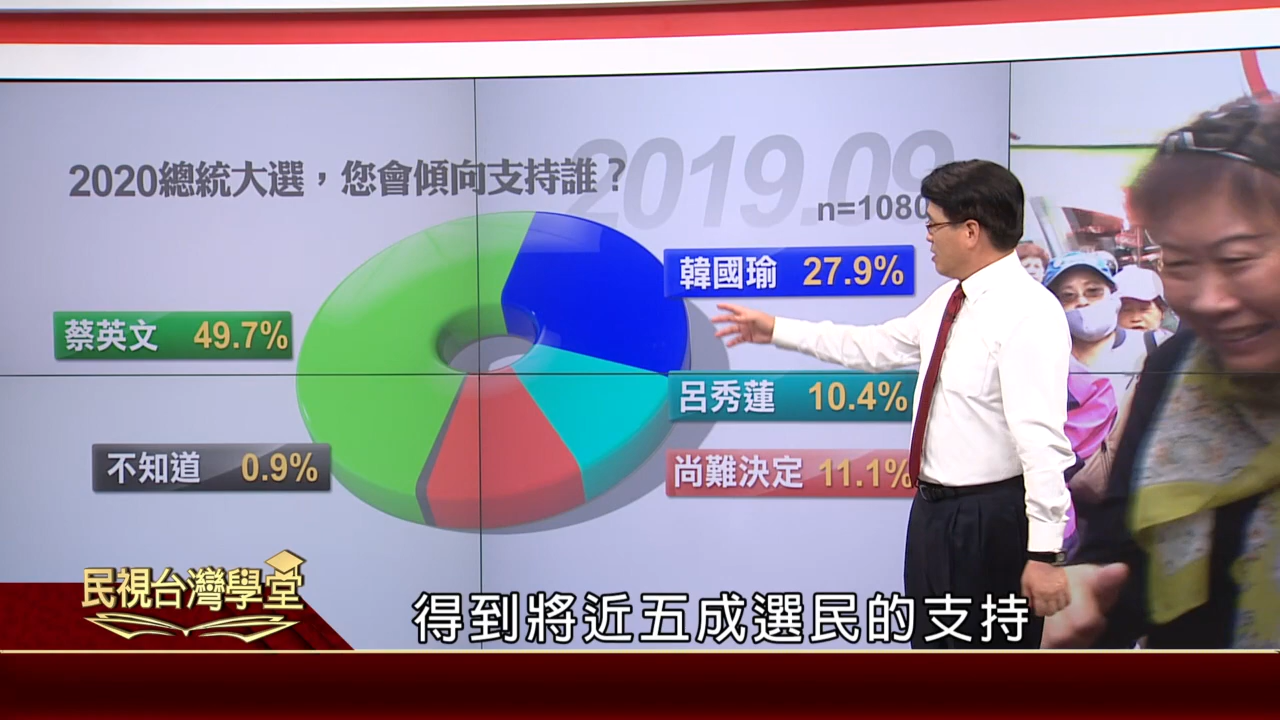 2019.09
2020總統大選，您會傾向支持誰？
n=1080
韓國瑜 27.9%
蔡英文 49.7%
呂秀蓮 10.4%
不知道 0.9%
尚難決定 11.1%
民視台灣學堂
得到將近五成選民的支持